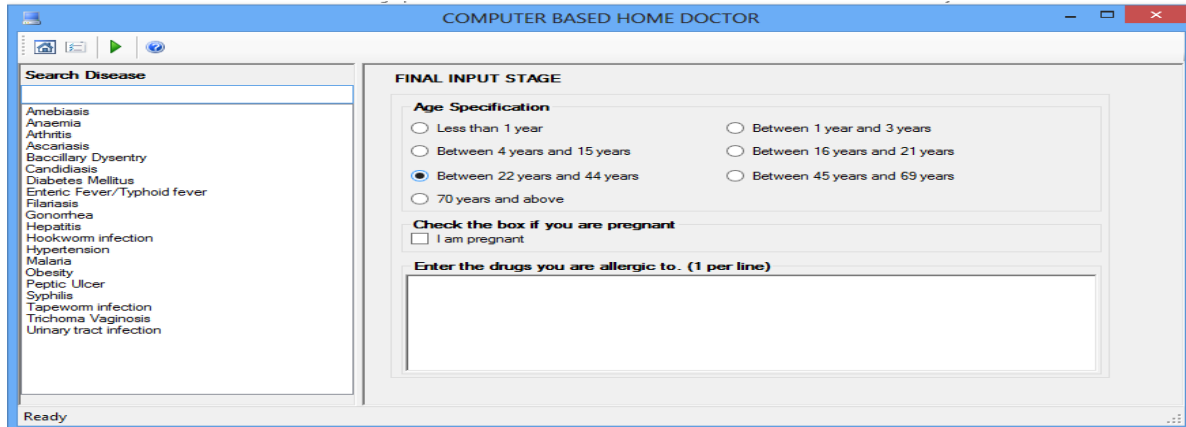 COMPUTER BASED HOME DOCTOR
Search Disease
Amebiasis
Anaemia
Arthritis
Ascariasis
Baccillary Dysentry
Candidiasis
Diabetes Mellitus
Enteric Fever/Typhoid fever
Filariasis
Gonorrhea
Hepatitis
Hookworm infection
Hypertension
Malaria
Obesity
Peptic Ulcer
Syphilis
Tapeworm infection
Trichoma Vaginosis
Urinary tract infection
FINAL INPUT STAGE
Age Specification
Less than 1 year
Between 1 year and 3 years
Between 4 years and 15 years
Between 16 years and 21 years
Between 22 years and 44 years
Between 45 years and 69 years
70 years and above
Check the box if you are pregnant
I am pregnant
Enter the drugs you are allergic to. (1 per line)
Ready